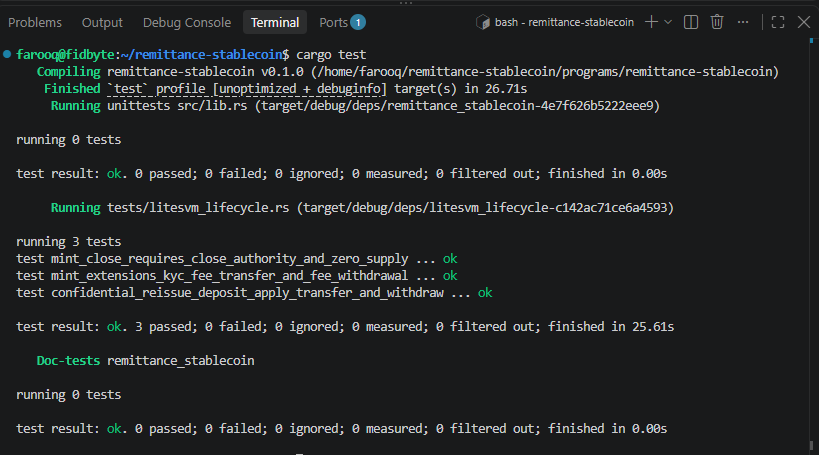 Problems Output Debug Console Terminal Ports 1 bash - remittance-stablecoin
farooq@fidbyte:~/remittance-stablecoin$ cargo test
Compiling remittance-stablecoin v0.1.0 (/home/farooq/remittance-stablecoin/programs/remittance-stablecoin)
Finished `test` profile [unoptimized + debuginfo] target(s) in 26.71s
Running unittests src/lib.rs (target/debug/deps/remittance_stablecoin-4e7f626b5222eee9)
running 0 tests
test result: ok. 0 passed; 0 failed; 0 ignored; 0 measured; 0 filtered out; finished in 0.00s
Running tests/litesvm_lifecycle.rs (target/debug/deps/litesvm_lifecycle-c142ac71ce6a4593)
running 3 tests
test mint_close_requires_close_authority_and_zero_supply ... ok
test mint_extensions_kyc_fee_transfer_and_fee_withdrawal ... ok
test confidential_reissue_deposit_apply_transfer_and_withdraw ... ok
test result: ok. 3 passed; 0 failed; 0 ignored; 0 measured; 0 filtered out; finished in 25.61s
Doc-tests remittance_stablecoin
running 0 tests
test result: ok. 0 passed; 0 failed; 0 ignored; 0 measured; 0 filtered out; finished in 0.00s